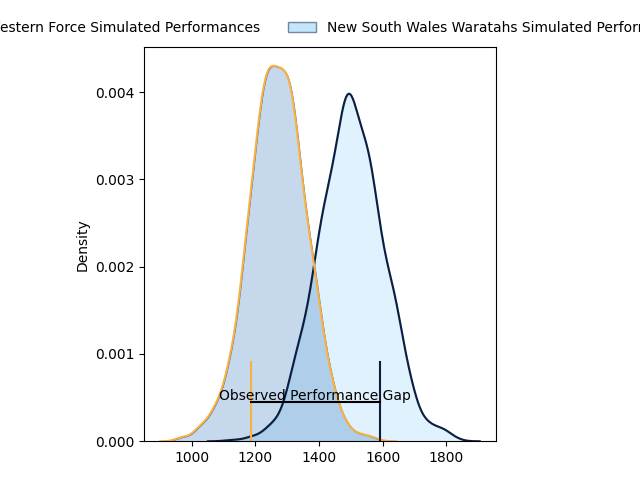 estern Force Simulated Performances
New South Wales Waratahs Simulated Perfor
0.004
0.003
0.002
0.001
0.000
Density
Observed Performance Gap
1000 1200 1400 1600 1800